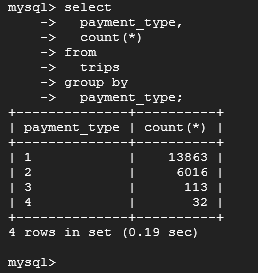 mysql> select
    ->   payment_type,
    ->   count(*)
    -> from
    ->   trips
    -> group by
    ->   payment_type;
+--------------+----------+
| payment_type | count(*) |
+--------------+----------+
| 1            |    13863 |
| 2            |     6016 |
| 3            |      113 |
| 4            |       32 |
+--------------+----------+
4 rows in set (0.19 sec)
mysql>